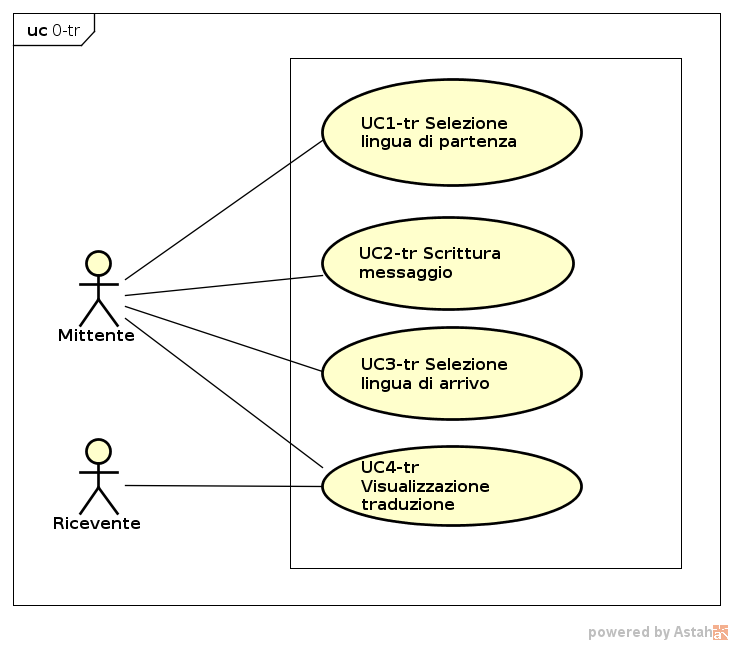 uc 0-tr
UC1-tr Selezione
lingua di partenza
UC2-tr Scrittura
messaggio
Mittente
UC3-tr Selezione
lingua di arrivo
UC4-tr
Visualizzazione
traduzione
Ricevente
powered by Astah